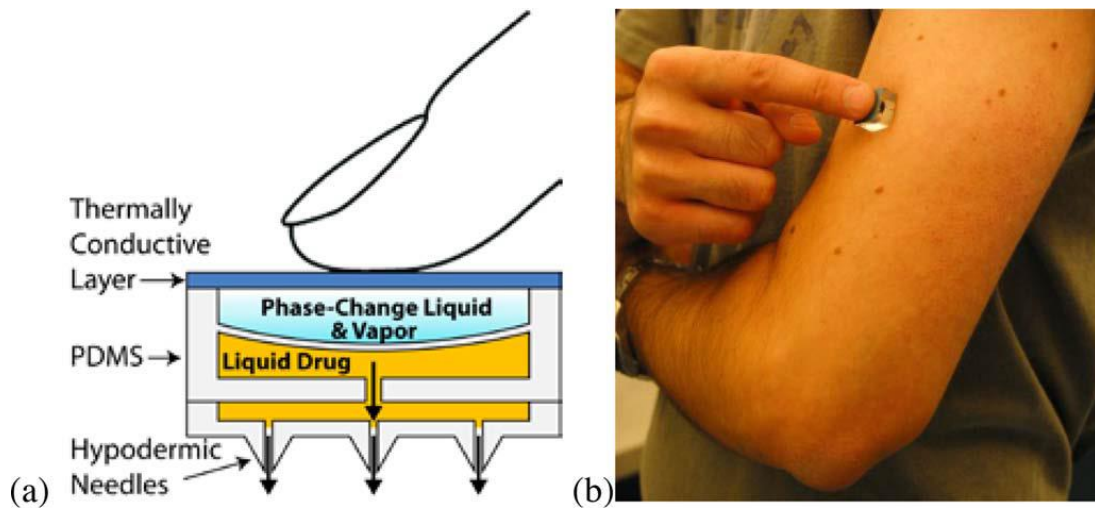 Thermally
Conductive
Layer
Phase-Change Liquid
& Vapor
PDMS
Liquid Drug
Hypodermic
Needles
(a)
(b)